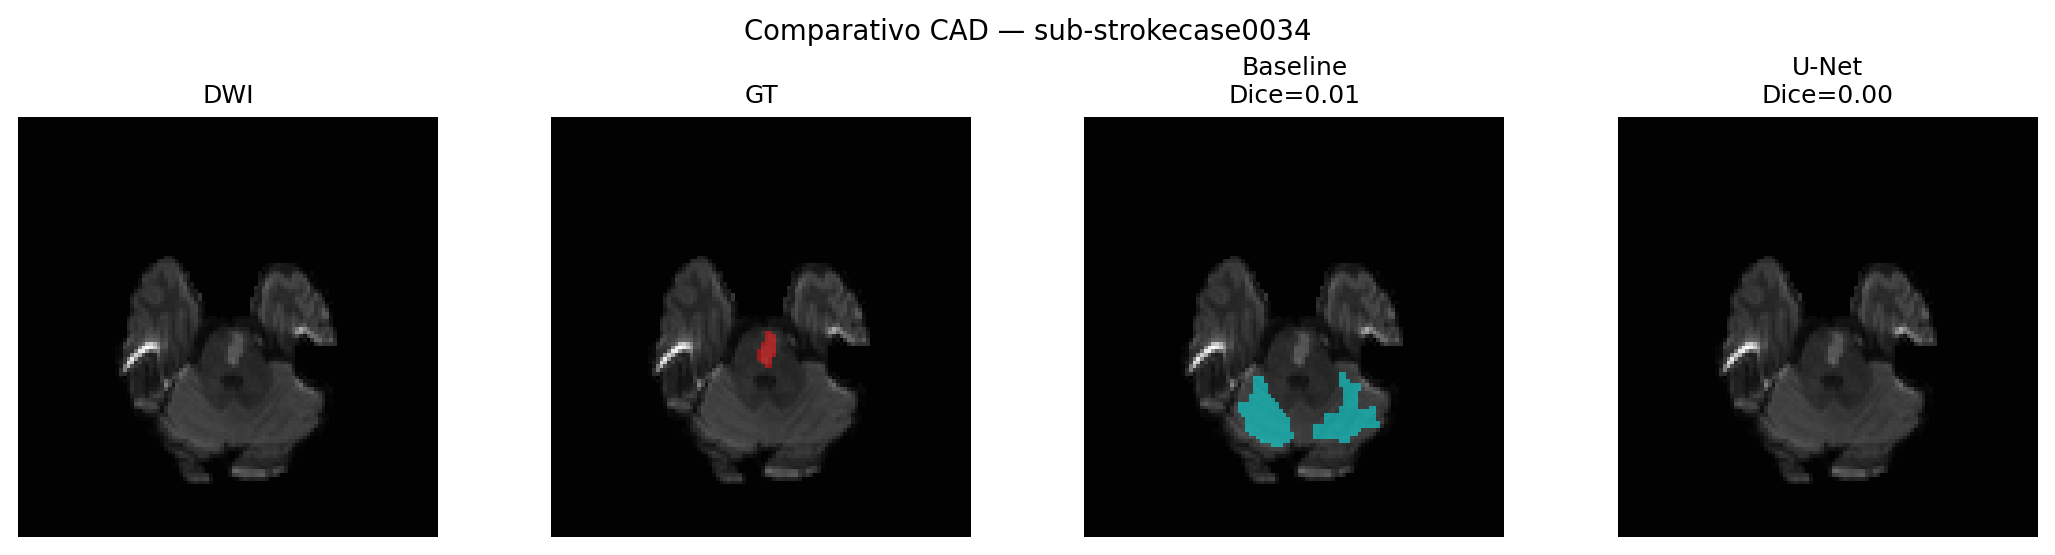 Comparativo CAD — sub-strokecase0034
DWI
GT
Baseline
Dice=0.01
U-Net
Dice=0.00